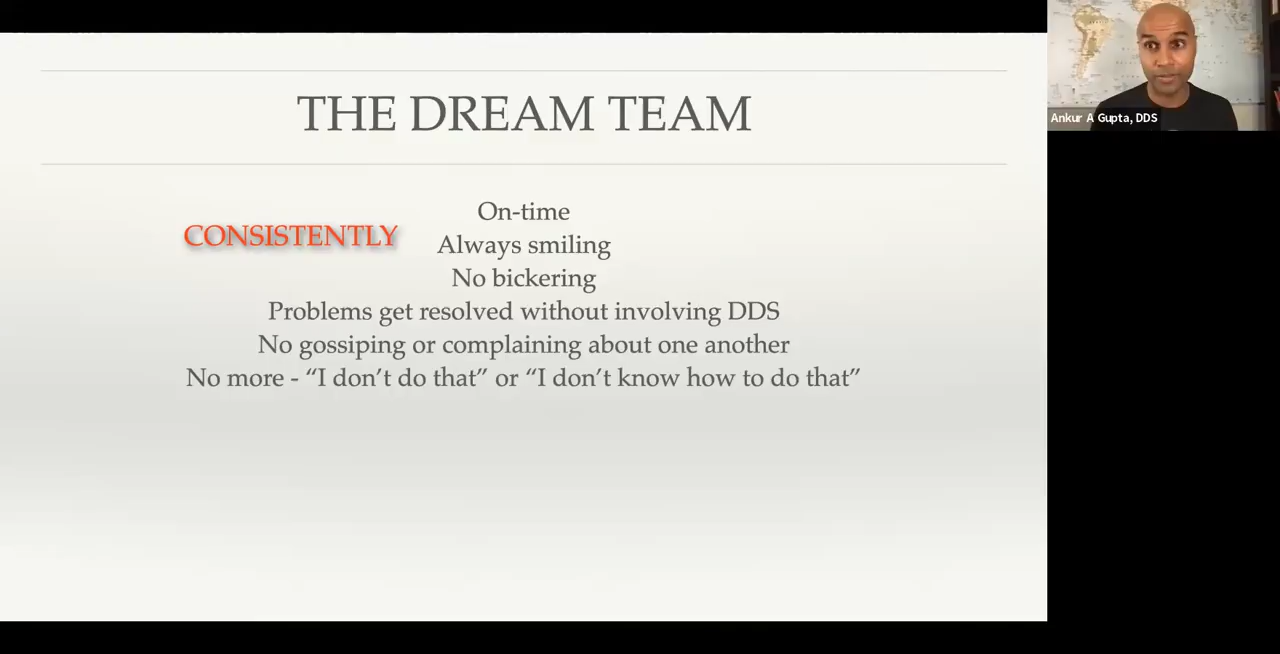 THE DREAM TEAM
On-time
CONSISTENTLY
Always smiling
No bickering
Problems get resolved without involving DDS
No gossiping or complaining about one another
No more - “I don’t do that” or “I don’t know how to do that”
Ankur A Gupta, DDS